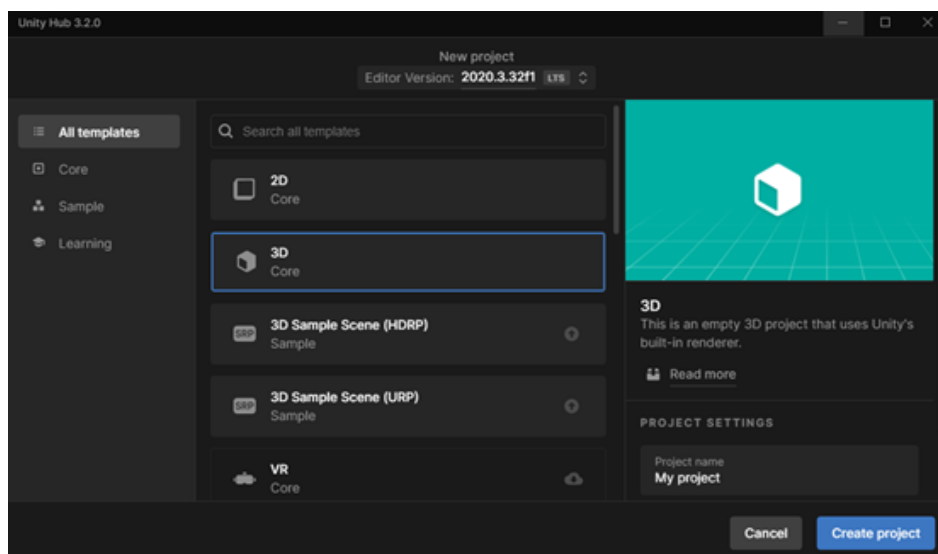 Unity Hub 3.2.0
New project
Editor Version: 2020.3.32f1 LTS
All templates
Core
Sample
Learning
Search all templates
2D
Core
3D
Core
SRP
3D Sample Scene (HDRP)
Sample
SRP
3D Sample Scene (URP)
Sample
VR
Core
3D
This is an empty 3D project that uses Unity's
built-in renderer.
Read more
PROJECT SETTINGS
Project name
My project
Cancel
Create project